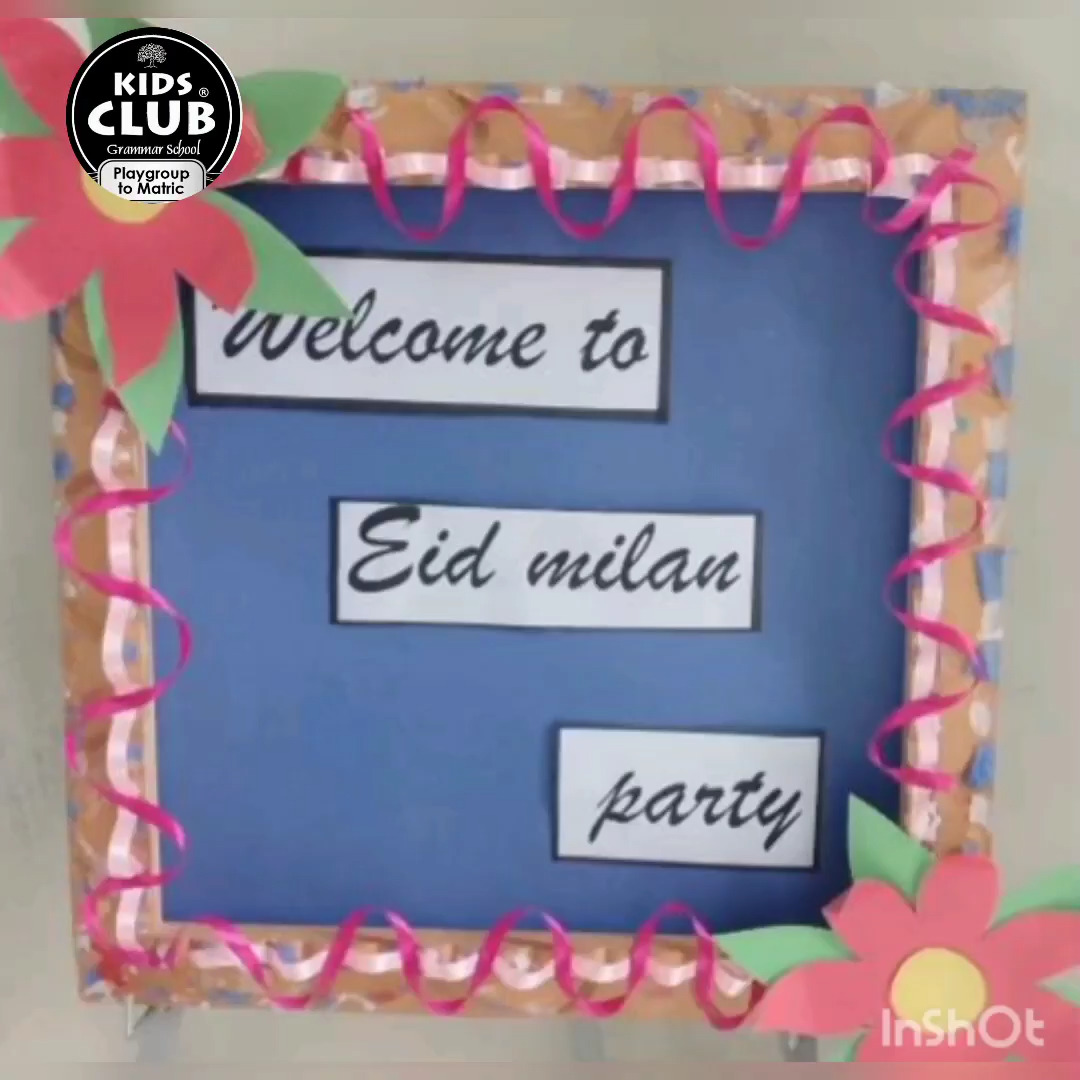 KIDS ®
CLUB
Grammar School
Playgroup
to Matric
Welcome to
Eid milan
party
InShOt